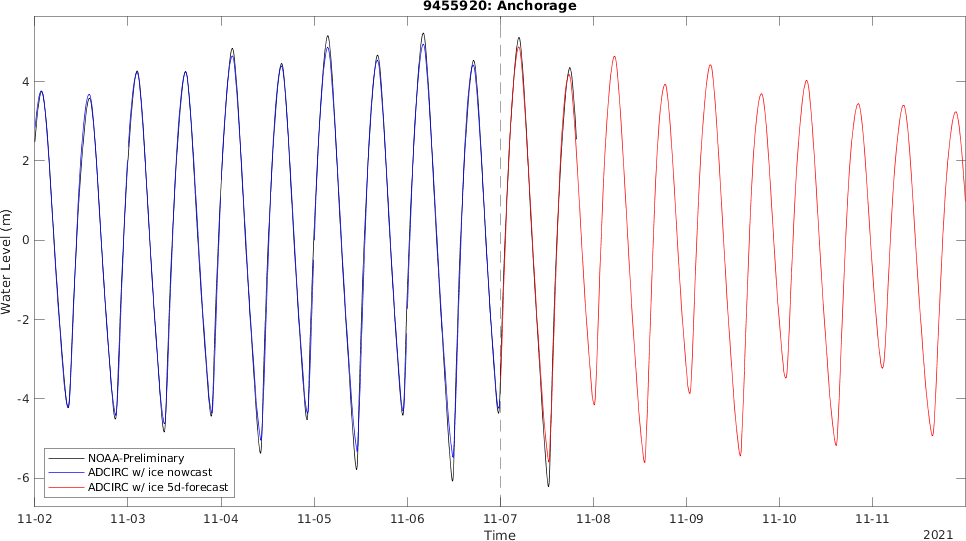 9455920: Anchorage
4
2
0
-2
-4
-6
Water Level (m)
NOAA-Preliminary
ADCIRC w/ ice nowcast
ADCIRC w/ ice 5d-forecast
11-02 11-03 11-04 11-05 11-06 11-07 11-08 11-09 11-10 11-11
Time
2021